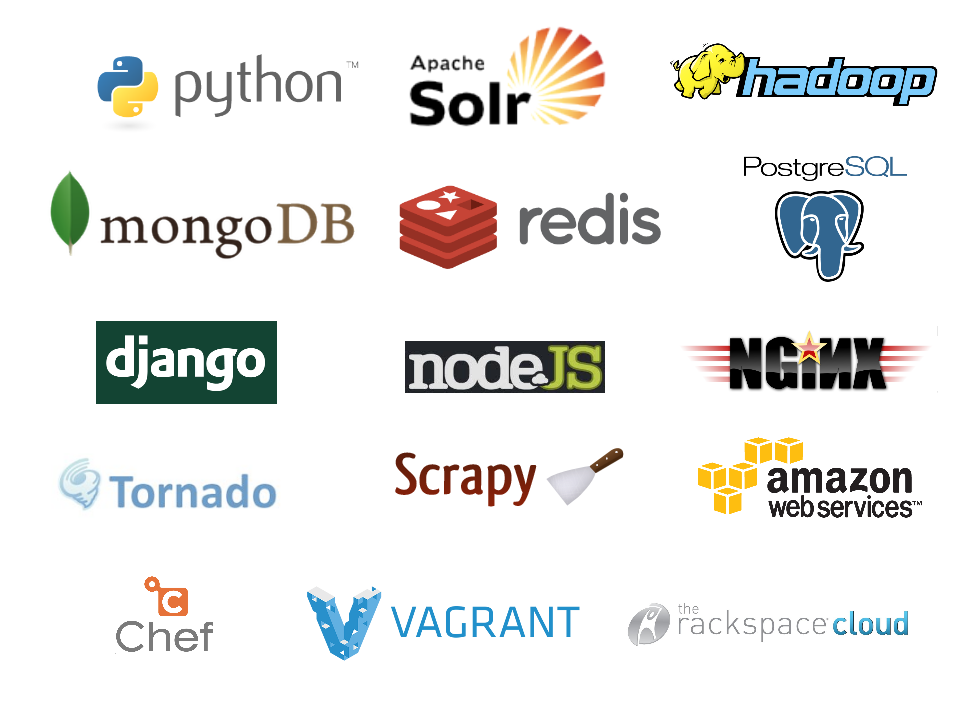 python™
Apache
Solr
hadoop
mongoDB
redis
PostgreSQL
django
nodeJS
NGiNX
Tornado
Scrapy
amazon
web services™
C
Chef
VAGRANT
the
rackspace cloud